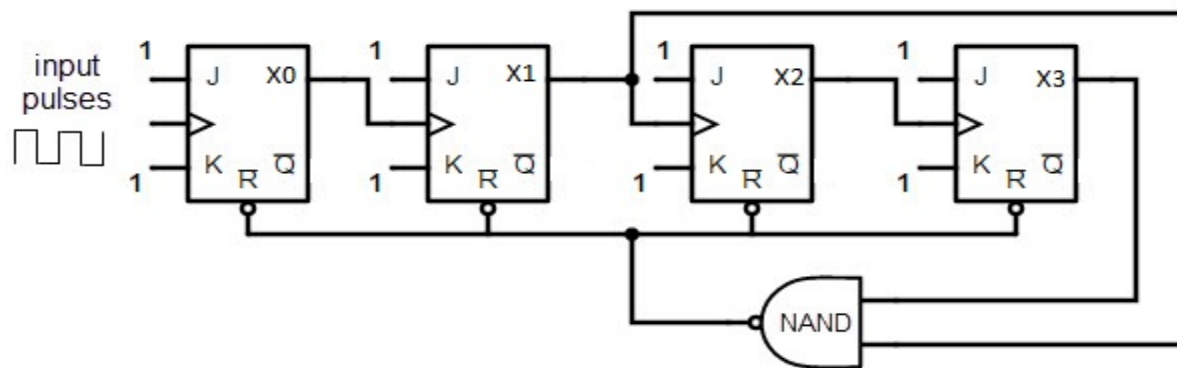 1 1 1 1
input pulses
J X0 J X1 J X2 J X3
K Q̅ K Q̅ K Q̅ K Q̅
1 R̅ 1 R̅ 1 R̅ 1 R̅
NAND